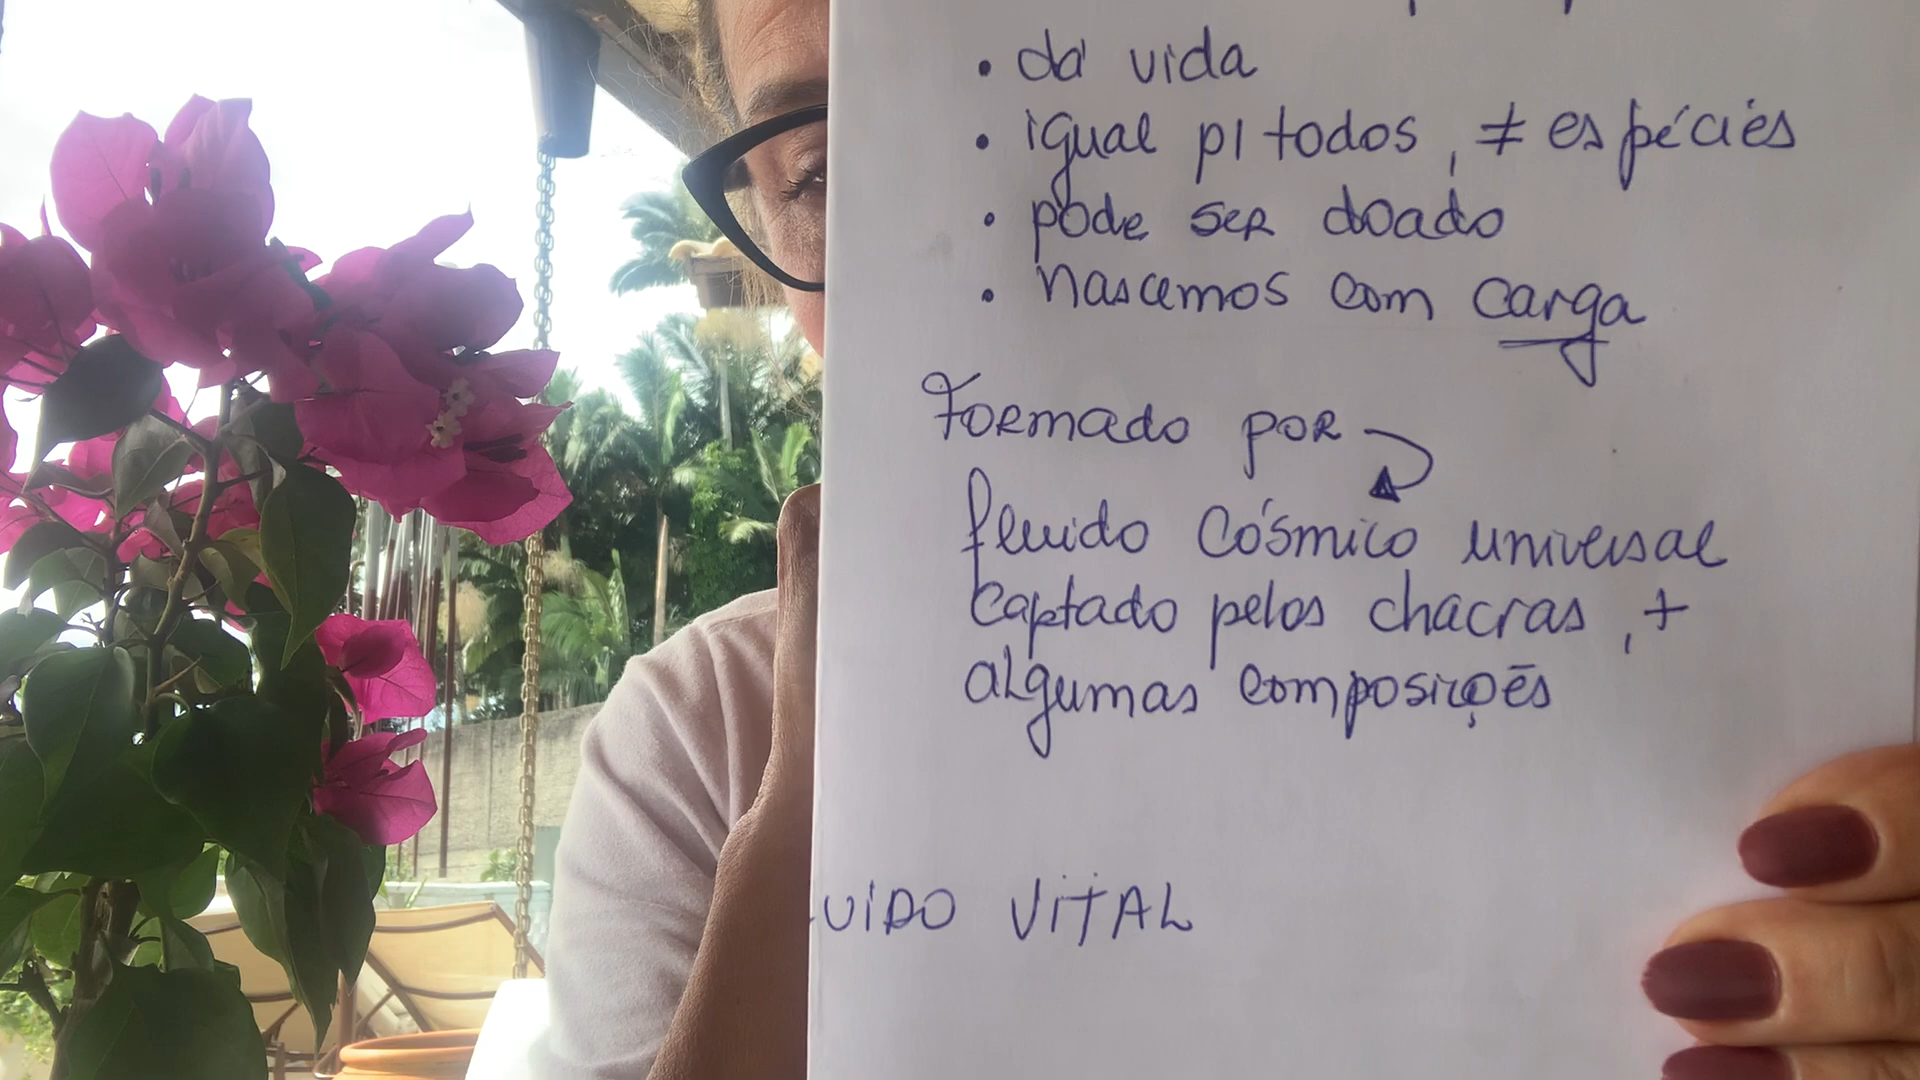 • dá vida
• igual p/ todos, ≠ espécies
• pode ser doado
• nascemos com carga
Formado por
fluido cósmico universal
captado pelos chacras, +
algumas composições
UIDO VITAL